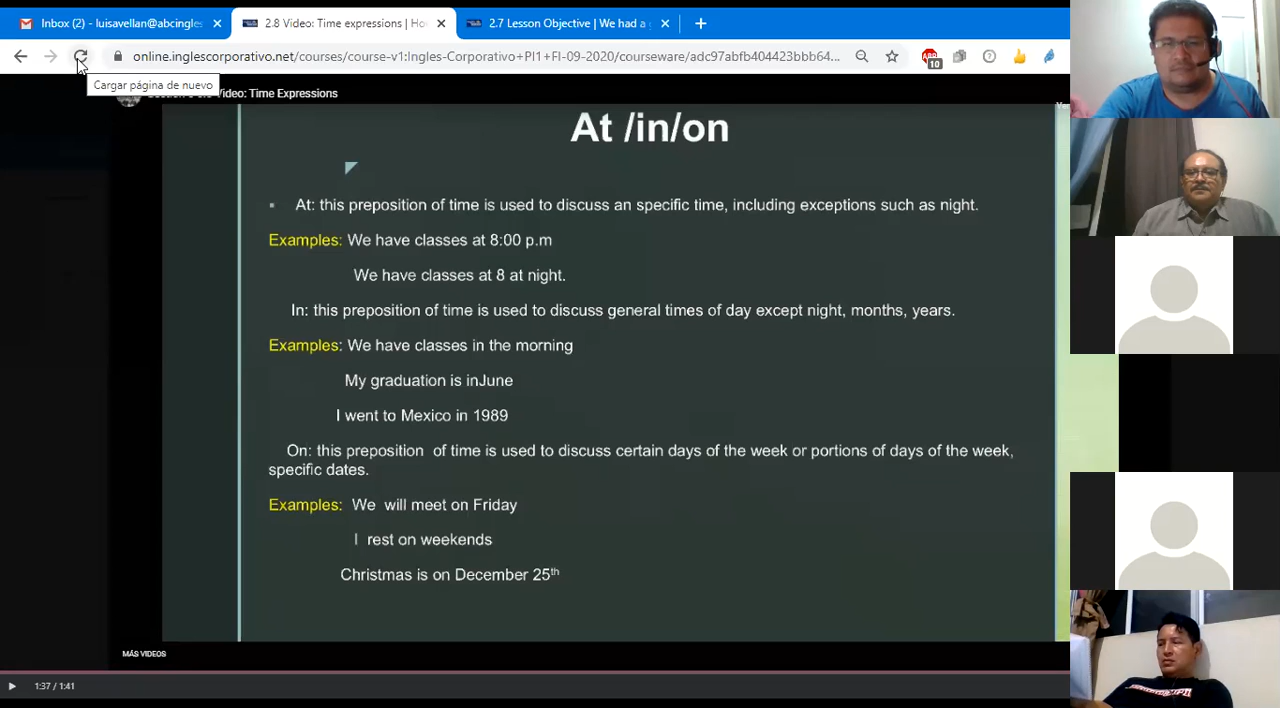 Inbox (2) - luisavellan@abcingles
2.8 Video: Time expressions | Ho
2.7 Lesson Objective | We had a g
online.inglescorporativo.net/courses/course-v1:Ingles-Corporativo+PI1+FI-09-2020/courseware/adc97abfb404423bbb64...
10
Cargar página de nuevo
Video: Time Expressions
At /in/on
At: this preposition of time is used to discuss an specific time, including exceptions such as night.
Examples: We have classes at 8:00 p.m
We have classes at 8 at night.
In: this preposition of time is used to discuss general times of day except night, months, years.
Examples: We have classes in the morning
My graduation is inJune
I went to Mexico in 1989
On: this preposition of time is used to discuss certain days of the week or portions of days of the week,
specific dates.
Examples: We will meet on Friday
I rest on weekends
Christmas is on December 25th
MÁS VIDEOS
1:37 / 1:41